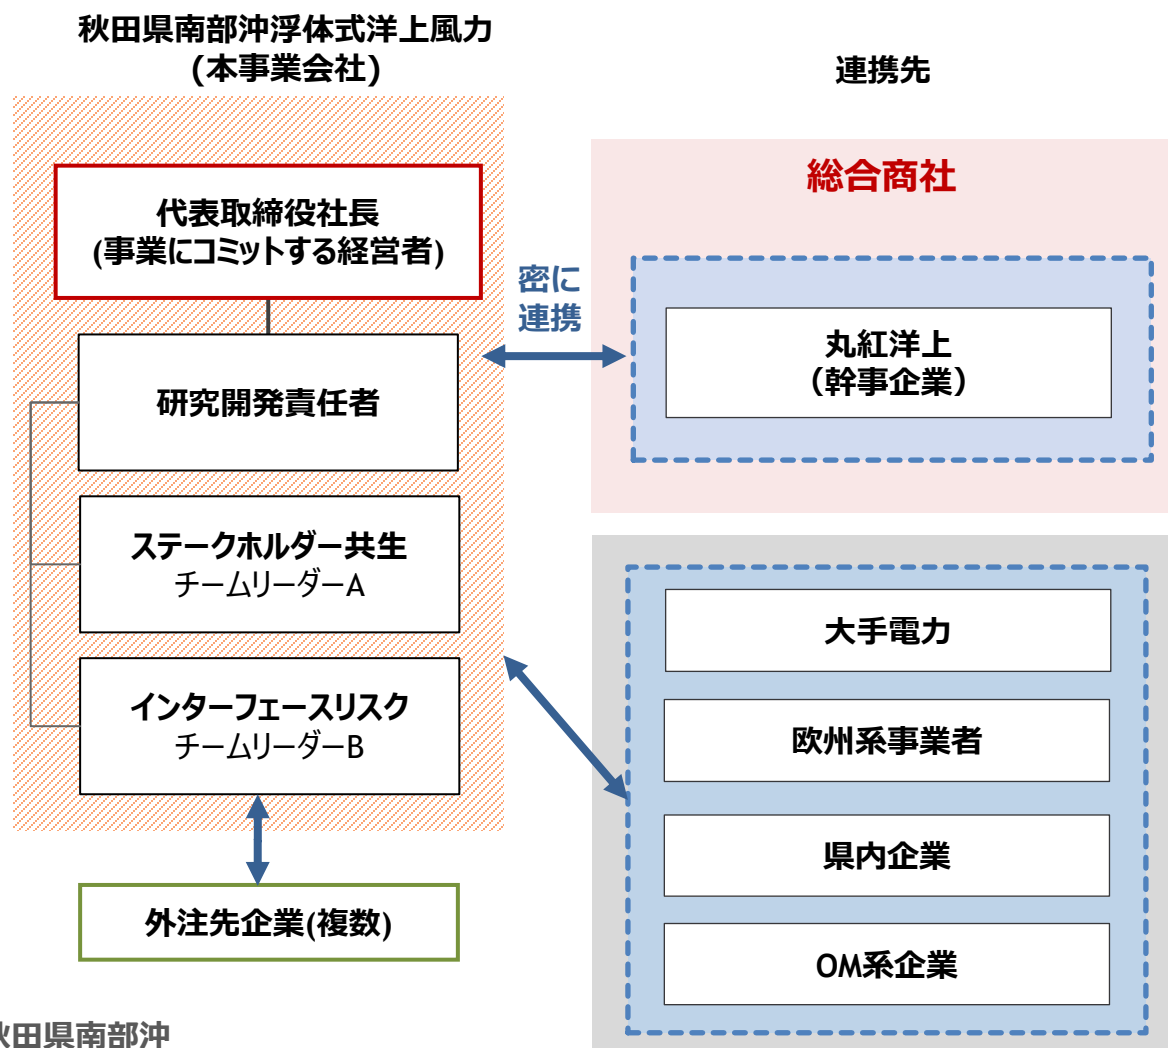 秋田県南部沖浮体式洋上風力
(本事業会社)
連携先
代表取締役社長
(事業にコミットする経営者)
研究開発責任者
ステークホルダー共生
チームリーダーA
インターフェースリスク
チームリーダーB
外注先企業(複数)
密に
連携
総合商社
丸紅洋上
（幹事企業）
大手電力
欧州系事業者
県内企業
OM系企業
秋田県南部沖